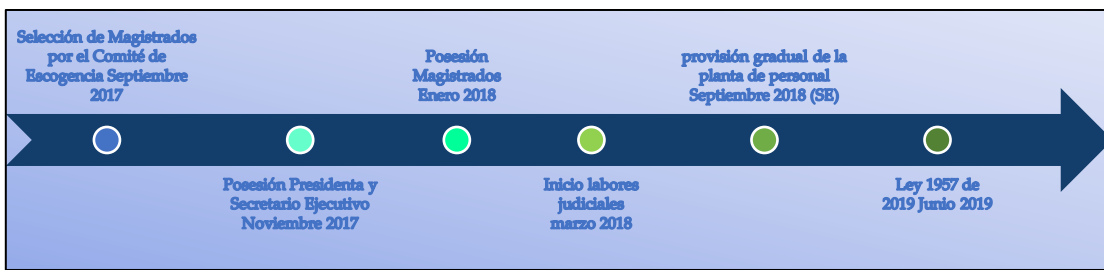 Selección de Magistrados
por el Comité de
Escogencia Septiembre
2017
Posesión Presidenta y
Secretario Ejecutivo
Noviembre 2017
Posesión
Magistrados
Enero 2018
Inicio labores
judiciales
marzo 2018
provisión gradual de la
planta de personal
Septiembre 2018 (SE)
Ley 1957 de
2019 Junio 2019